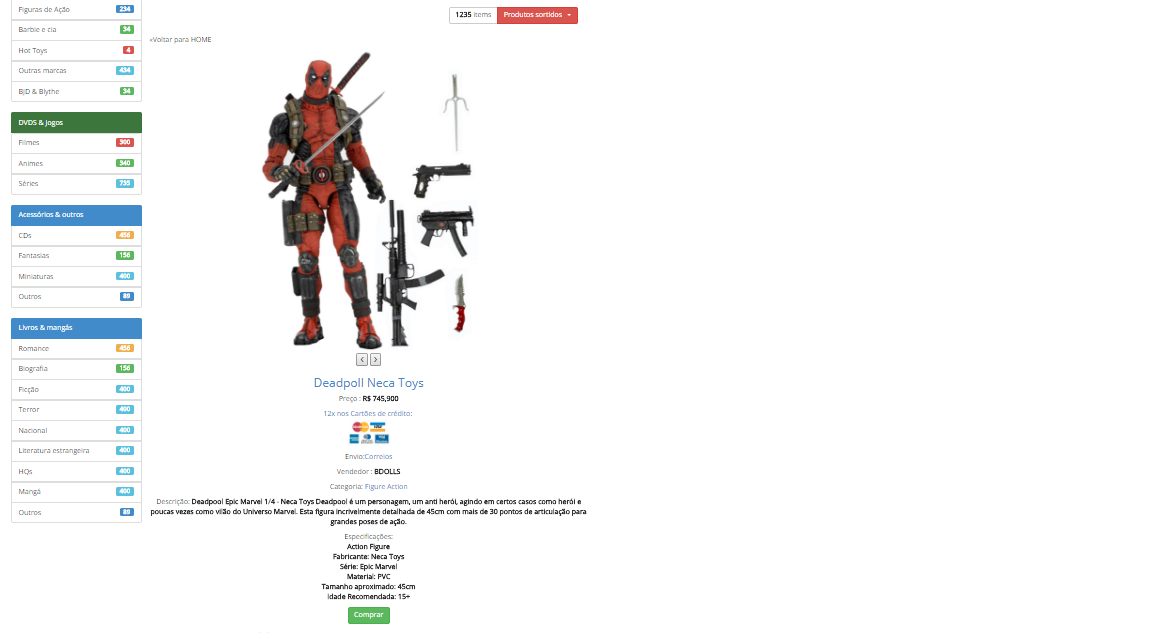 Figuras de Ação 234
Barbie e cia 34
Hot Toys 4
Outras marcas 434
BJD & Blythe 34
DVDS & Jogos
Filmes 300
Animes 340
Séries 735
Acessórios & outros
CDs 456
Fantasias 156
Miniaturas 400
Outros 89
Livros & mangás
Romance 456
Biografia 156
Ficção 400
Terror 400
Nacional 400
Literatura estrangeira 400
HQs 400
Mangá 400
Outros 89
1235 items Produtos sortidos
«Voltar para HOME
Deadpoll Neca Toys
Preço : R$ 745,900
12x nos Cartões de crédito:
Envio:Correios
Vendedor : BDOLLS
Categoria: Figure Action
Descrição: Deadpool Epic Marvel 1/4 - Neca Toys Deadpool é um personagem, um anti herói, agindo em certos casos como herói e
poucas vezes como vilão do Universo Marvel. Esta figura incrivelmente detalhada de 45cm com mais de 30 pontos de articulação para
grandes poses de ação.
Especificações:
Action Figure
Fabricante: Neca Toys
Série: Epic Marvel
Material: PVC
Tamanho aproximado: 45cm
Idade Recomendada: 15+
Comprar